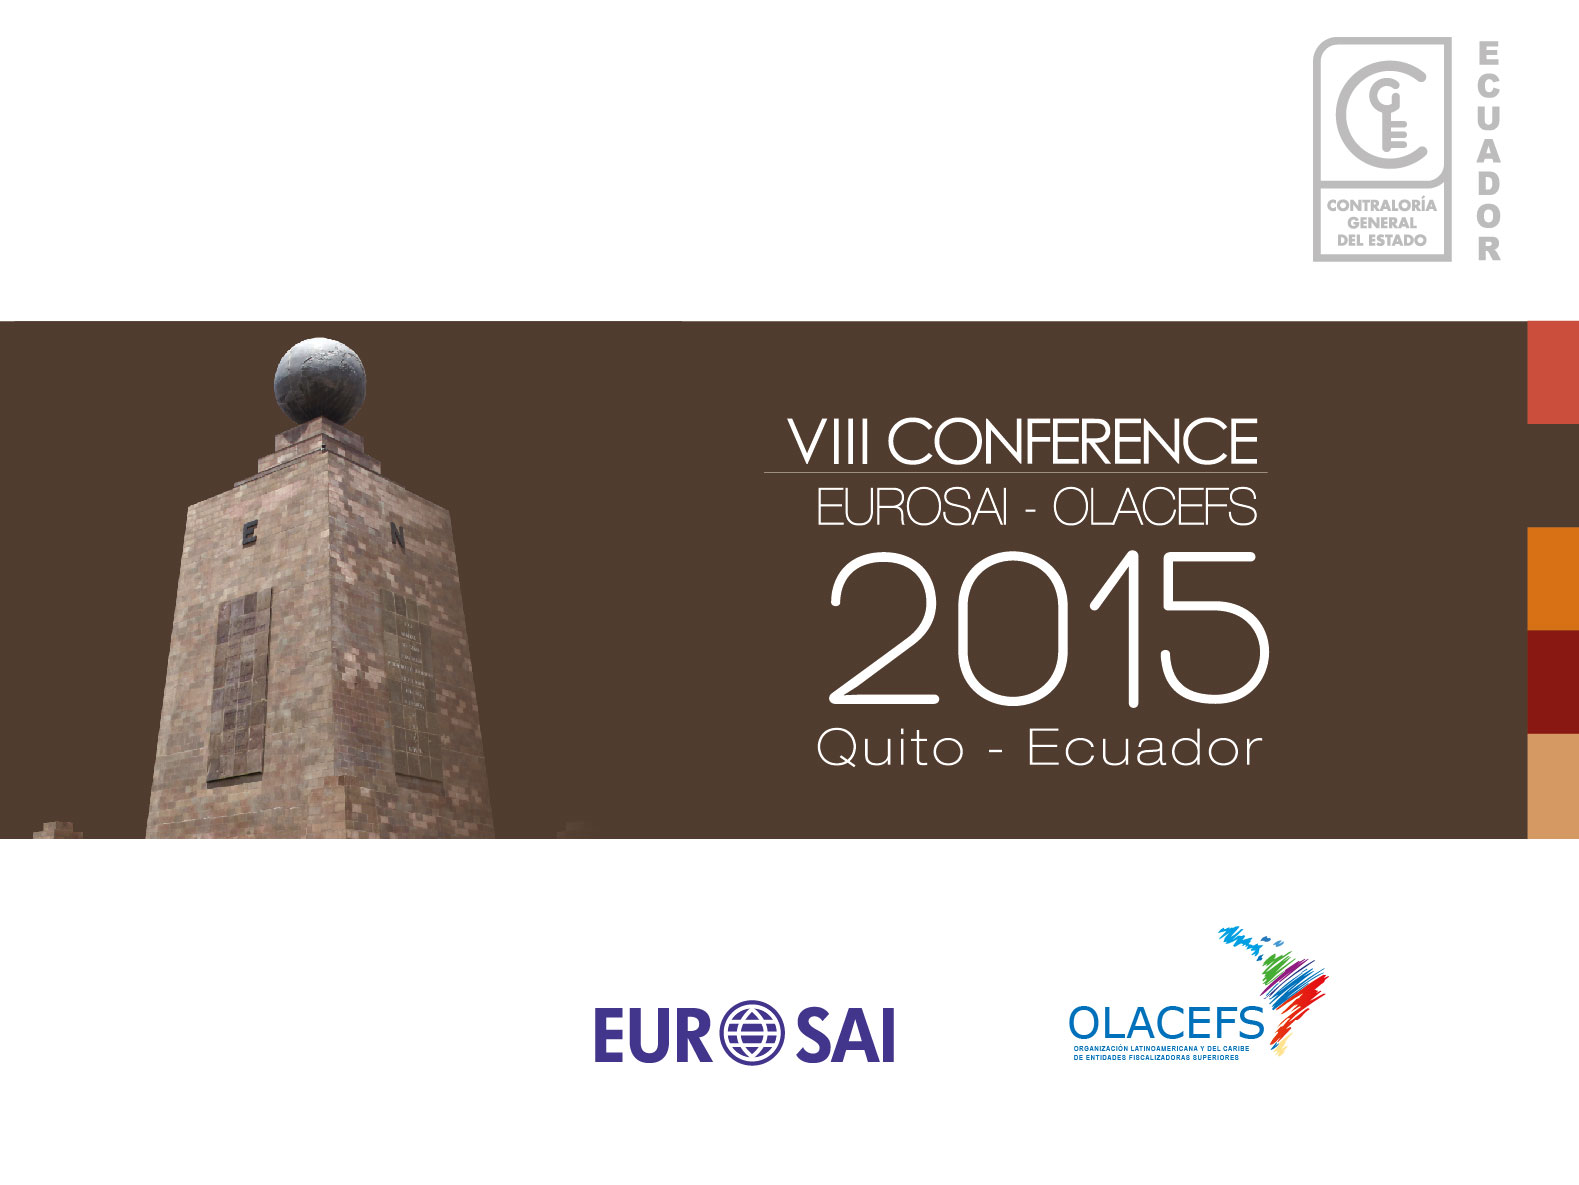 CGE
CONTRALORÍA
GENERAL
DEL ESTADO
ECUADOR
VIII CONFERENCE
EUROSAI - OLACEFS
2015
Quito - Ecuador
E
N
EUROSAI
OLACEFS
ORGANIZACIÓN LATINOAMERICANA Y DEL CARIBE
DE ENTIDADES FISCALIZADORAS SUPERIORES